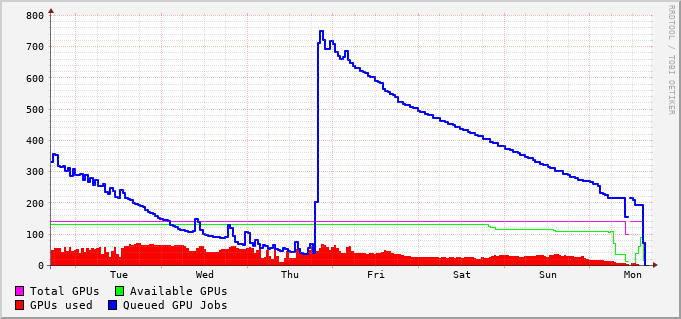 800
700
600
500
400
300
200
100
0
Tue Wed Thu Fri Sat Sun Mon
Total GPUs Available GPUs
GPUs used Queued GPU Jobs
RRDTOOL / TOBI OETIKER